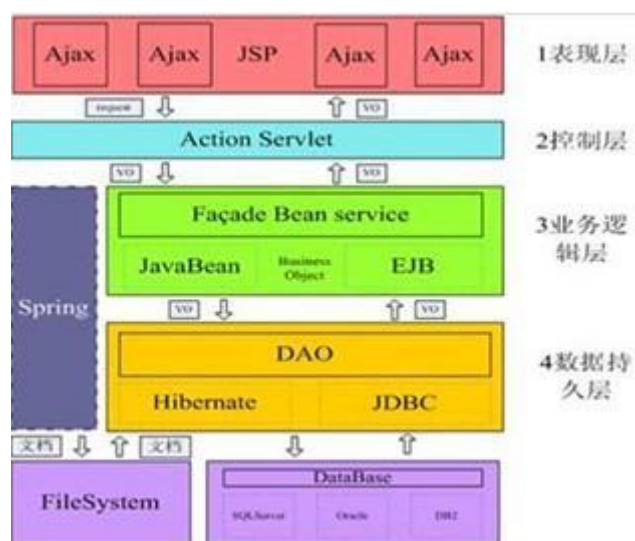 Ajax Ajax JSP Ajax Ajax
1表现层
request VO
Action Servlet
2控制层
VO VO
Façade Bean service
3业务逻
辑层
JavaBean Business
Object EJB
Spring
VO VO
DAO
4数据持
久层
Hibernate JDBC
文档 文档
FileSystem
DataBase
SQLServer Oracle DB2